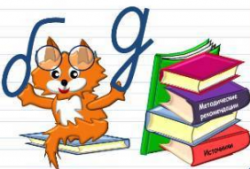 б д
Методические
рекомендации
Источники